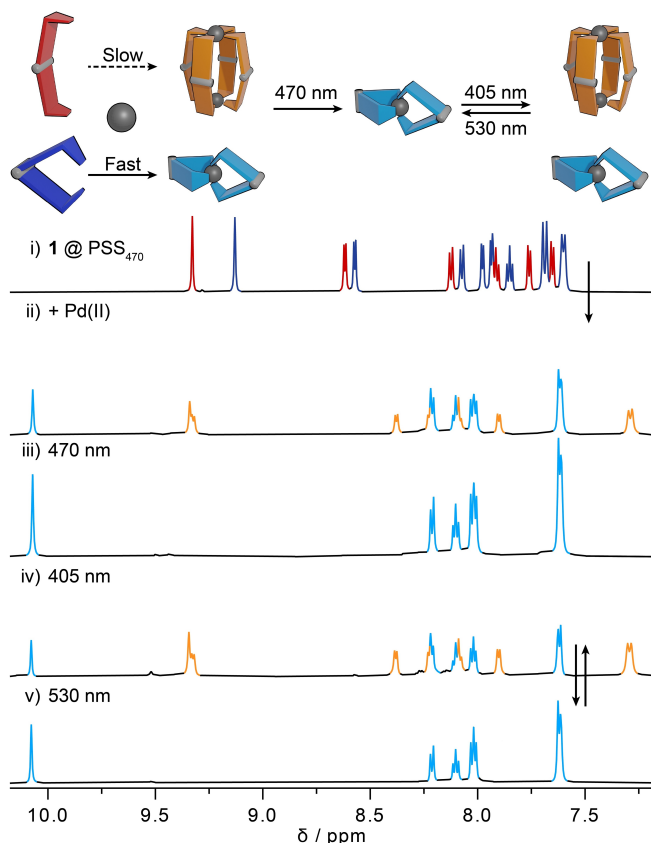 Slow
470 nm
405 nm
530 nm
Fast
i) 1 @ PSS470
ii) + Pd(II)
iii) 470 nm
iv) 405 nm
v) 530 nm
10.0 9.5 9.0 8.5 8.0 7.5
δ / ppm